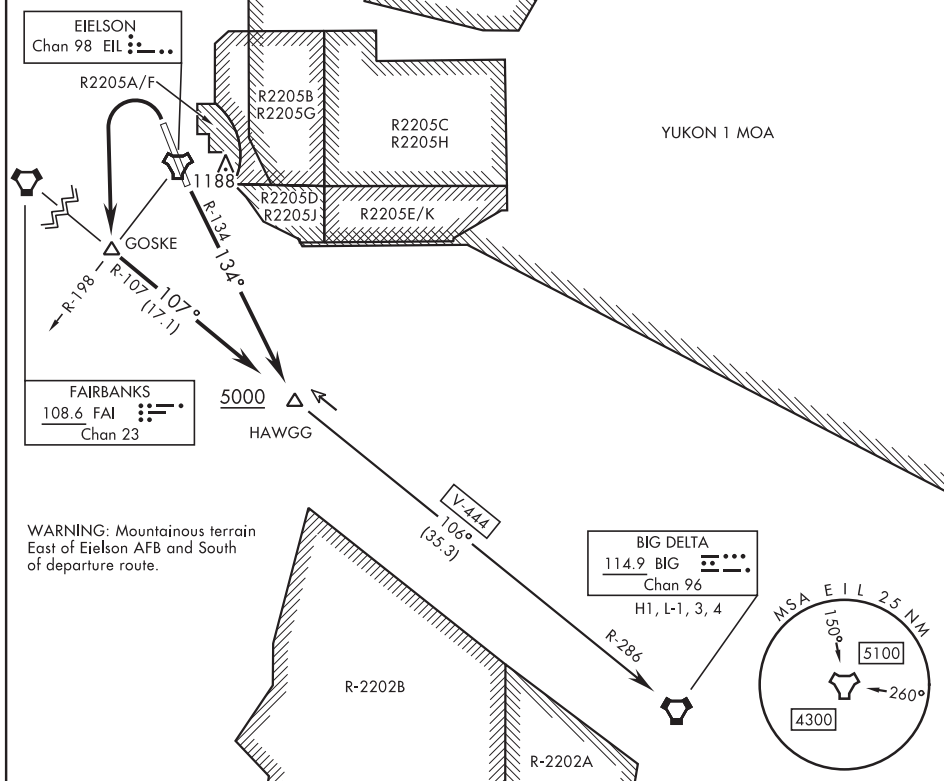 EIELSON
Chan 98 EIL
R2205A/F
R2205B
R2205G
R2205C
R2205H
YUKON 1 MOA
1188
R2205D
R2205J
R2205E/K
R-134
134°
GOSKE
R-198
R-107
107°
(17.1)
FAIRBANKS
108.6 FAI
Chan 23
5000
HAWGG
V-444
106°
(35.3)
WARNING: Mountainous terrain
East of Eielson AFB and South
of departure route.
BIG DELTA
114.9 BIG
Chan 96
H1, L-1, 3, 4
R-286
R-2202B
R-2202A
MSA EIL 25 NM
150°
5100
260°
4300